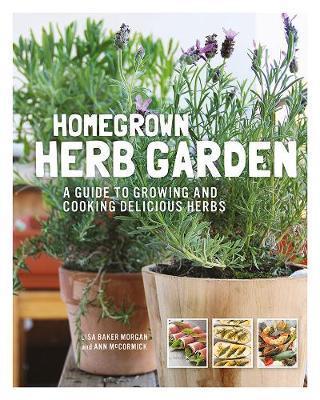 HOMEGROWN
HERB GARDEN
A GUIDE TO GROWING AND
COOKING DELICIOUS HERBS
LISA BAKER MORGAN
and ANN McCORMICK